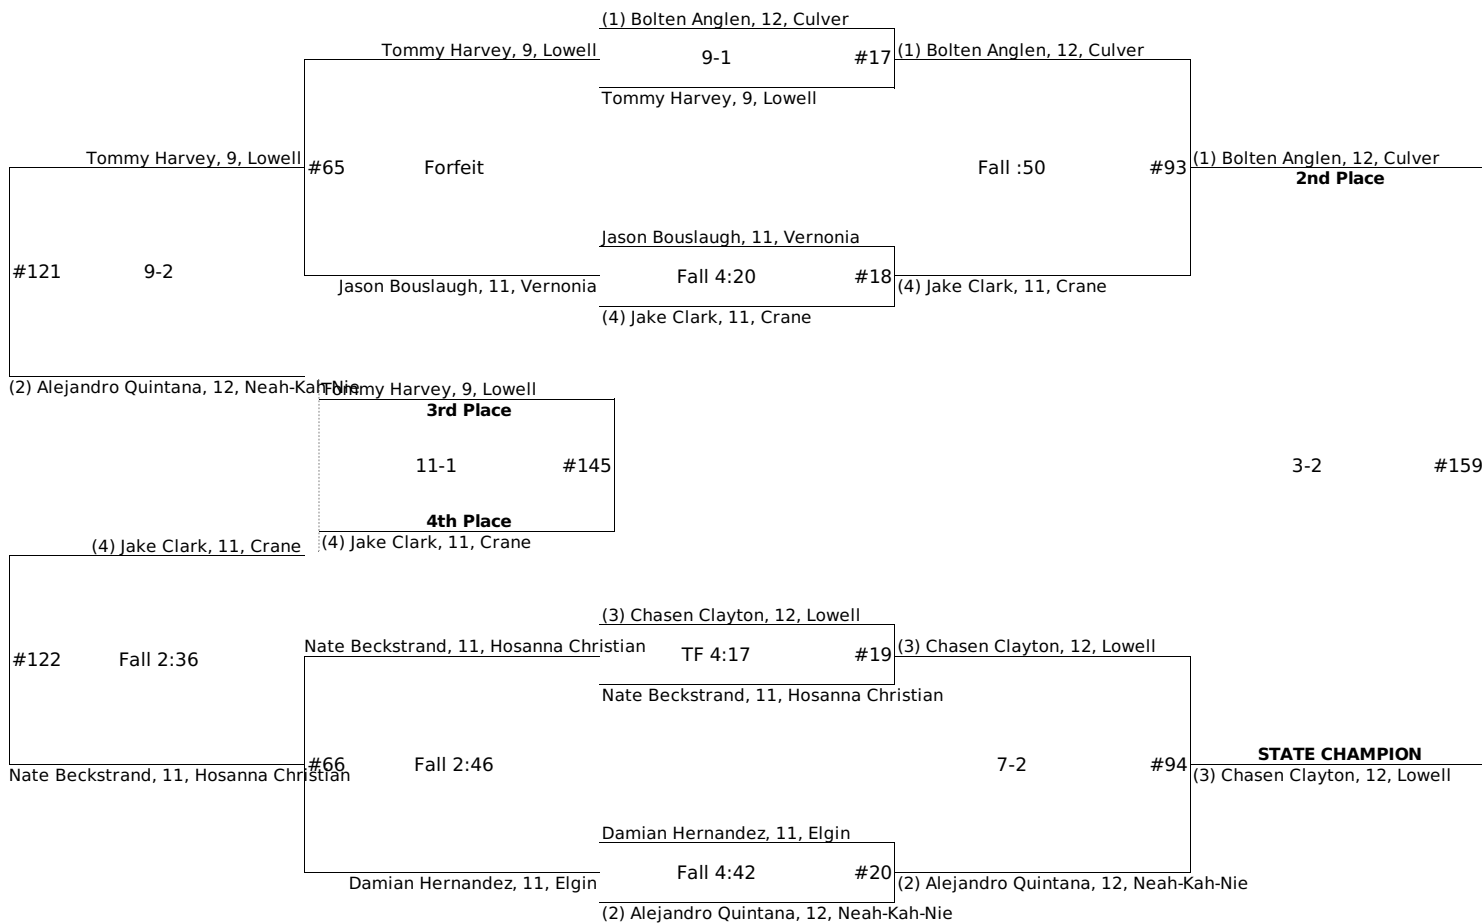 (1) Bolten Anglen, 12, Culver
Tommy Harvey, 9, Lowell
9-1 #17
(1) Bolten Anglen, 12, Culver
Tommy Harvey, 9, Lowell
Tommy Harvey, 9, Lowell
#65 Forfeit
Fall :50 #93
(1) Bolten Anglen, 12, Culver
2nd Place
Jason Bouslaugh, 11, Vernonia
#121 9-2
Fall 4:20 #18
Jason Bouslaugh, 11, Vernonia
(4) Jake Clark, 11, Crane
(4) Jake Clark, 11, Crane
(2) Alejandro Quintana, 12, Neah-Kah-Nie
Tommy Harvey, 9, Lowell
3rd Place
11-1 #145
3-2 #159
4th Place
(4) Jake Clark, 11, Crane
(4) Jake Clark, 11, Crane
(3) Chasen Clayton, 12, Lowell
Nate Beckstrand, 11, Hosanna Christian
TF 4:17 #19
(3) Chasen Clayton, 12, Lowell
#122 Fall 2:36
Nate Beckstrand, 11, Hosanna Christian
STATE CHAMPION
#66 Fall 2:46
7-2 #94
Nate Beckstrand, 11, Hosanna Christian
(3) Chasen Clayton, 12, Lowell
Damian Hernandez, 11, Elgin
Fall 4:42 #20
Damian Hernandez, 11, Elgin
(2) Alejandro Quintana, 12, Neah-Kah-Nie
(2) Alejandro Quintana, 12, Neah-Kah-Nie